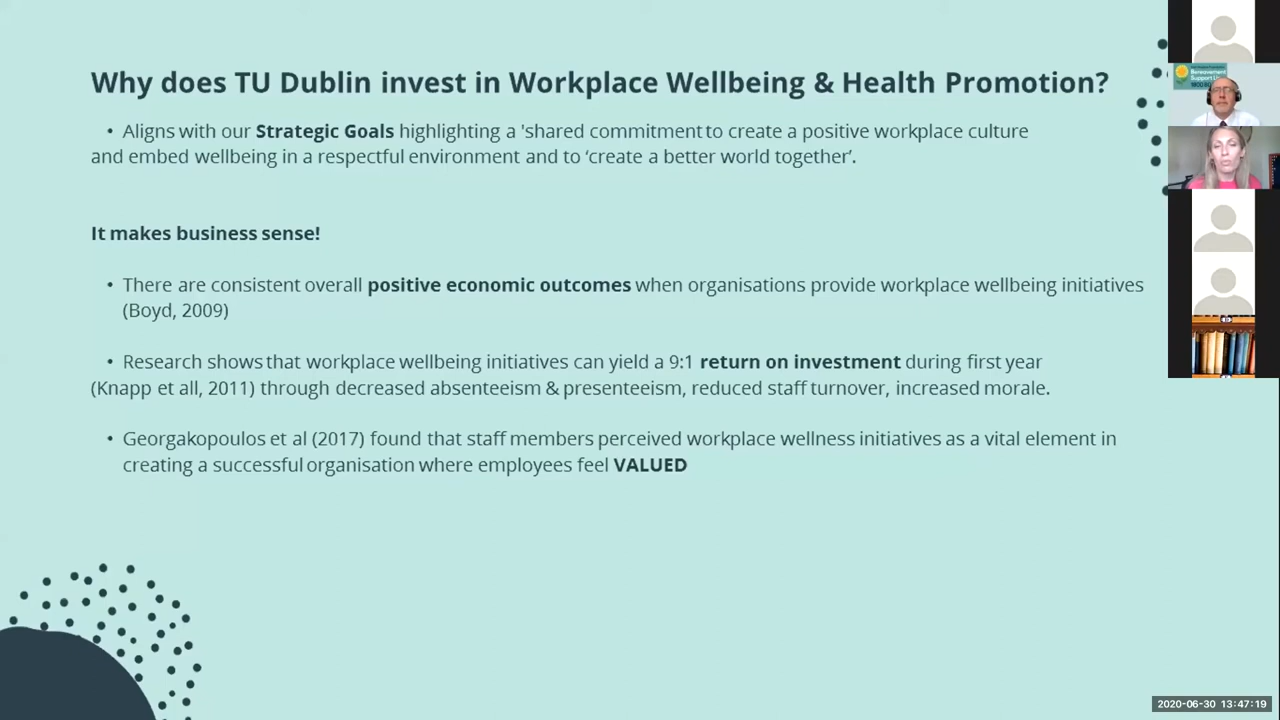 Why does TU Dublin invest in Workplace Wellbeing & Health Promotion?
• Aligns with our Strategic Goals highlighting a 'shared commitment to create a positive workplace culture
and embed wellbeing in a respectful environment and to ‘create a better world together’.
It makes business sense!
• There are consistent overall positive economic outcomes when organisations provide workplace wellbeing initiatives
(Boyd, 2009)
• Research shows that workplace wellbeing initiatives can yield a 9:1 return on investment during first year
(Knapp et all, 2011) through decreased absenteeism & presenteeism, reduced staff turnover, increased morale.
• Georgakopoulos et al (2017) found that staff members perceived workplace wellness initiatives as a vital element in
creating a successful organisation where employees feel VALUED
Bereavement
Support
2020-06-30 13:47:19